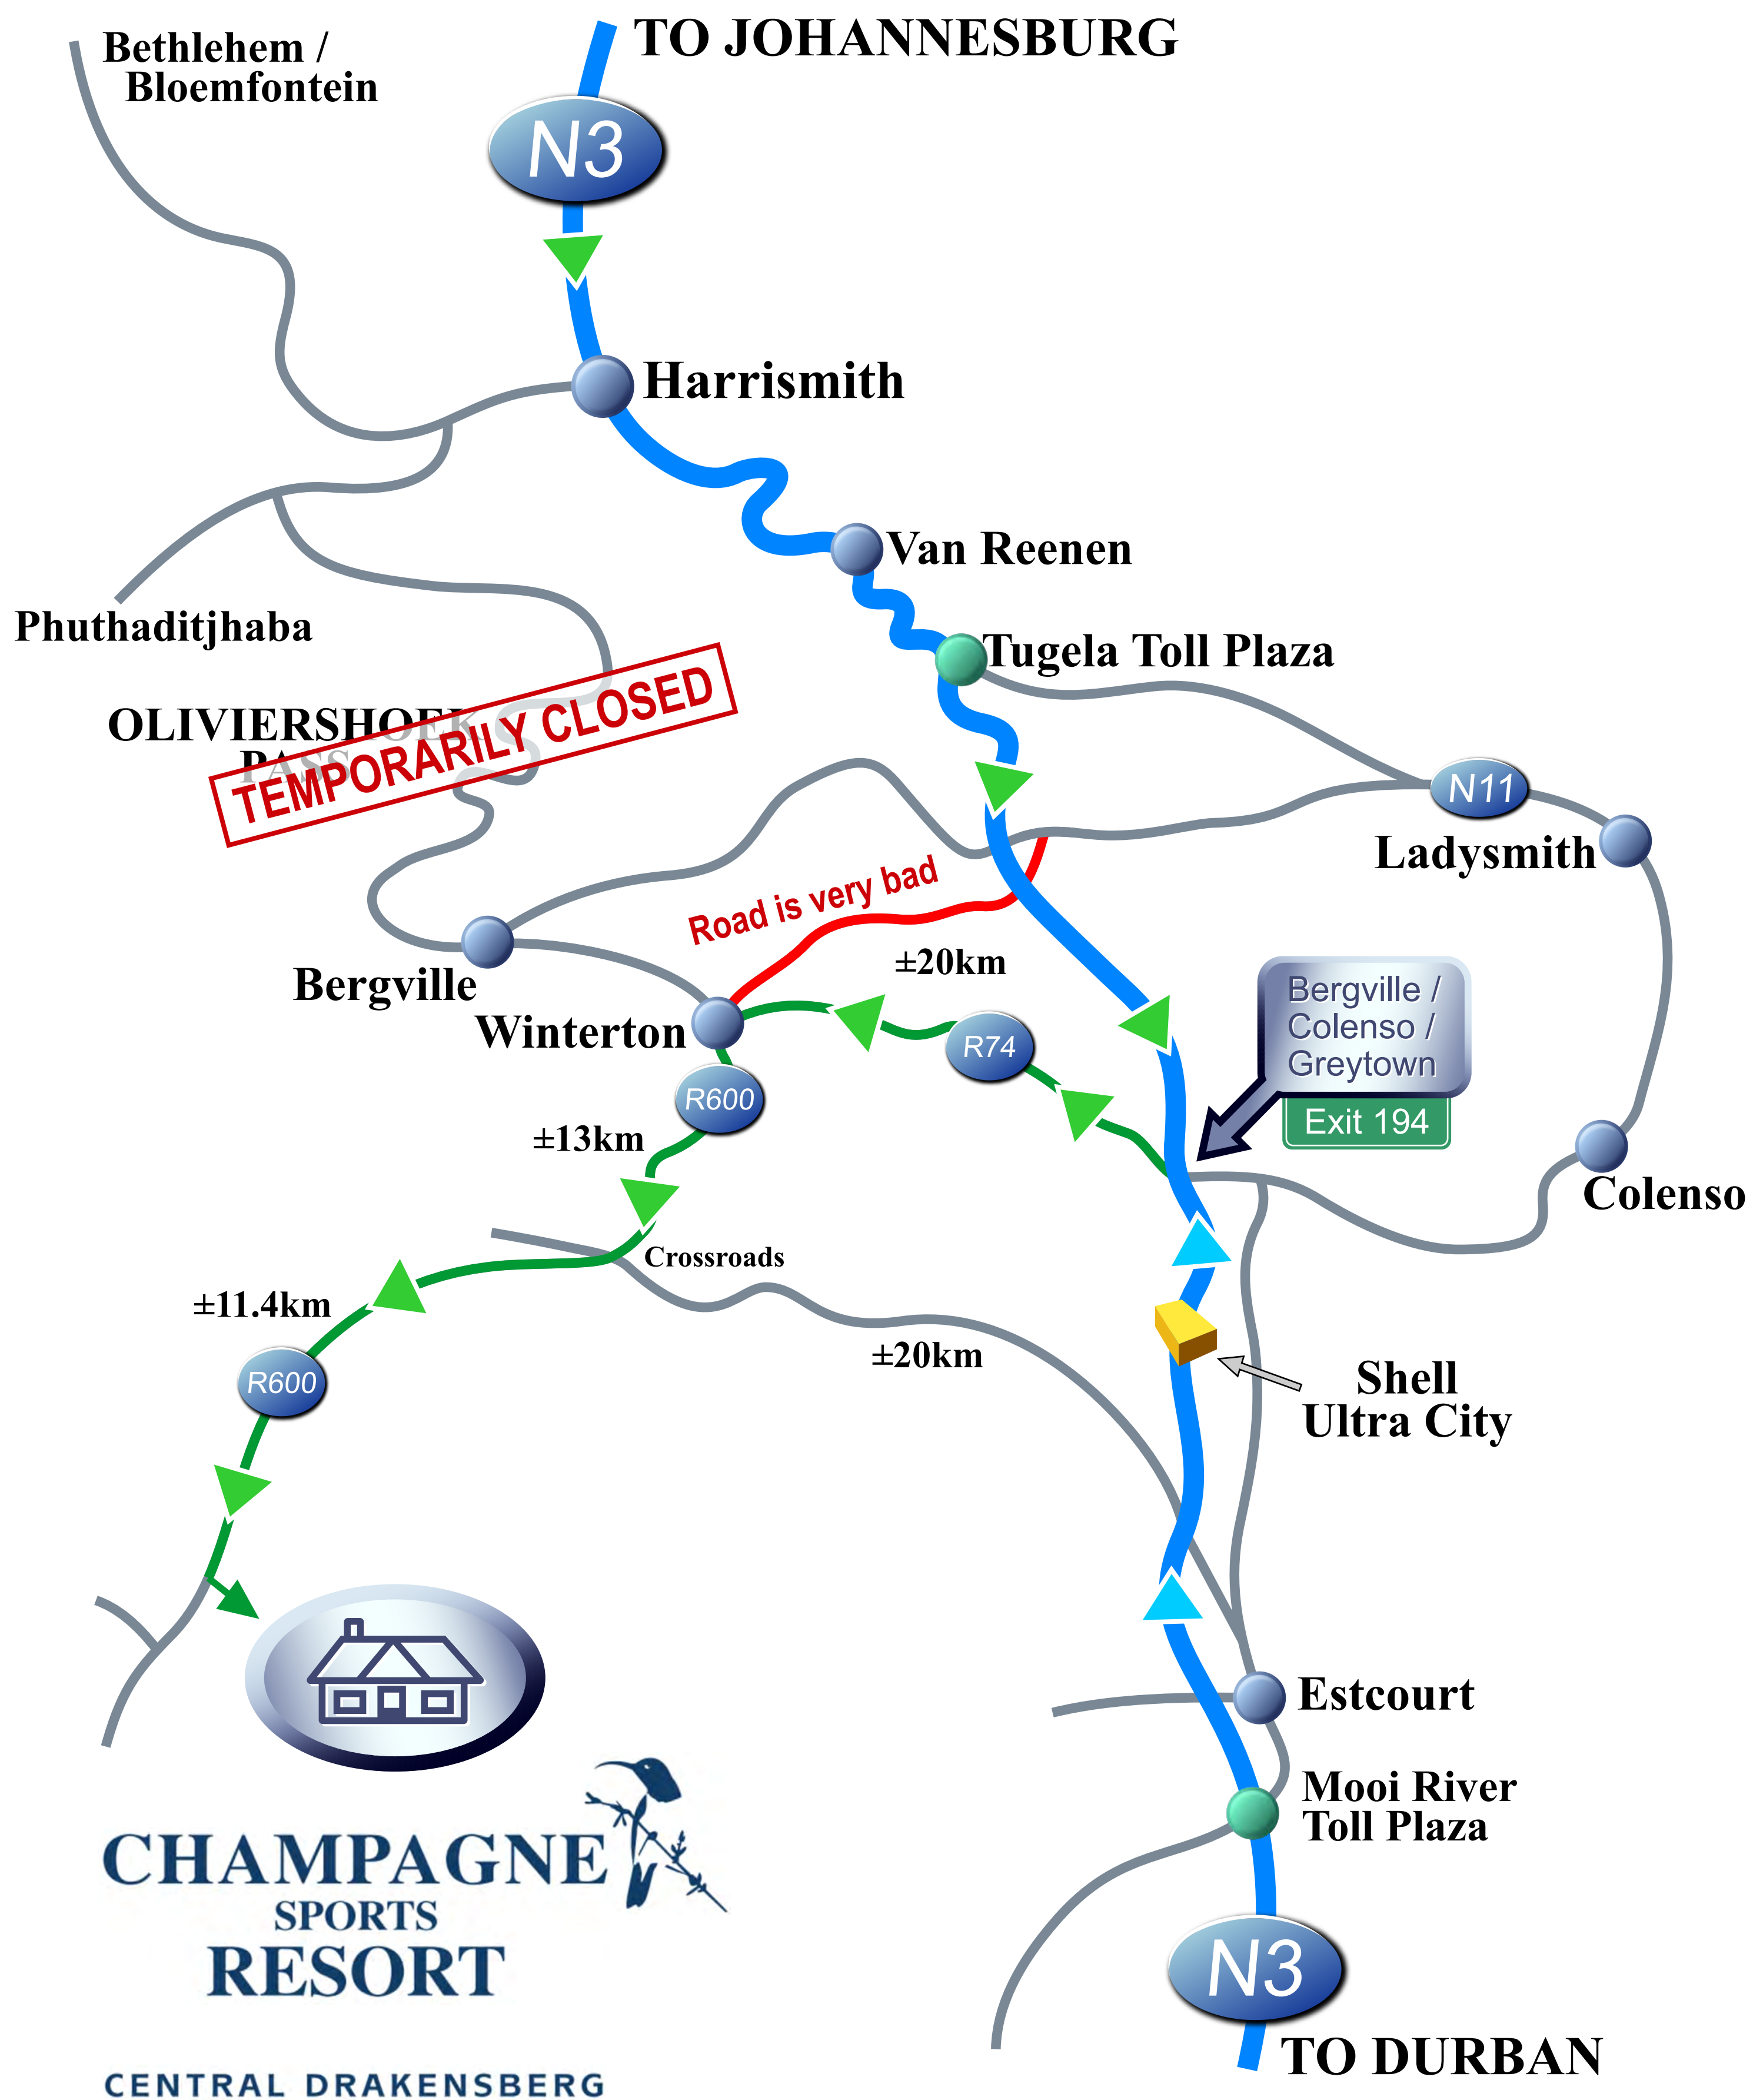 TO JOHANNESBURG
Bethlehem /
Bloemfontein
N3
Harrismith
Van Reenen
Phuthaditjhaba
Tugela Toll Plaza
OLIVIERSHOEK
PASS
TEMPORARILY CLOSED
N11
Ladysmith
Road is very bad
±20km
Bergville
Winterton
R74
Bergville /
Colenso /
Greytown
Exit 194
R600
±13km
Colenso
Crossroads
±11.4km
±20km
R600
Shell
Ultra City
Estcourt
Mooi River
Toll Plaza
CHAMPAGNE
SPORTS
RESORT
N3
TO DURBAN
CENTRAL DRAKENSBERG